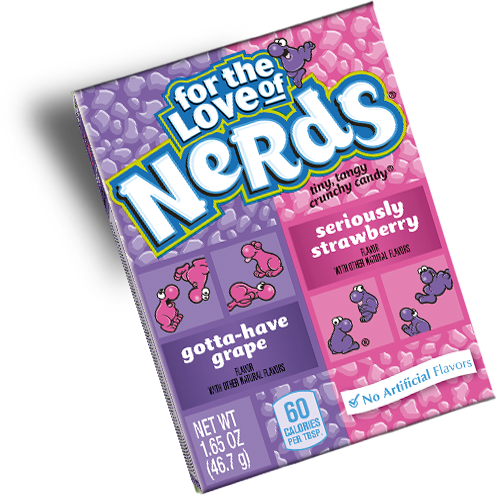 for the
Love of
NeRds®
tiny, tangy
crunchy candy®
seriously
strawberry
FLAVOR
WITH OTHER NATURAL FLAVORS
gotta-have
grape
FLAVOR
WITH OTHER NATURAL FLAVORS
®
No Artificial Flavors
60
CALORIES
PER TBSP.
NET WT
1.65 OZ
(46.7 g)